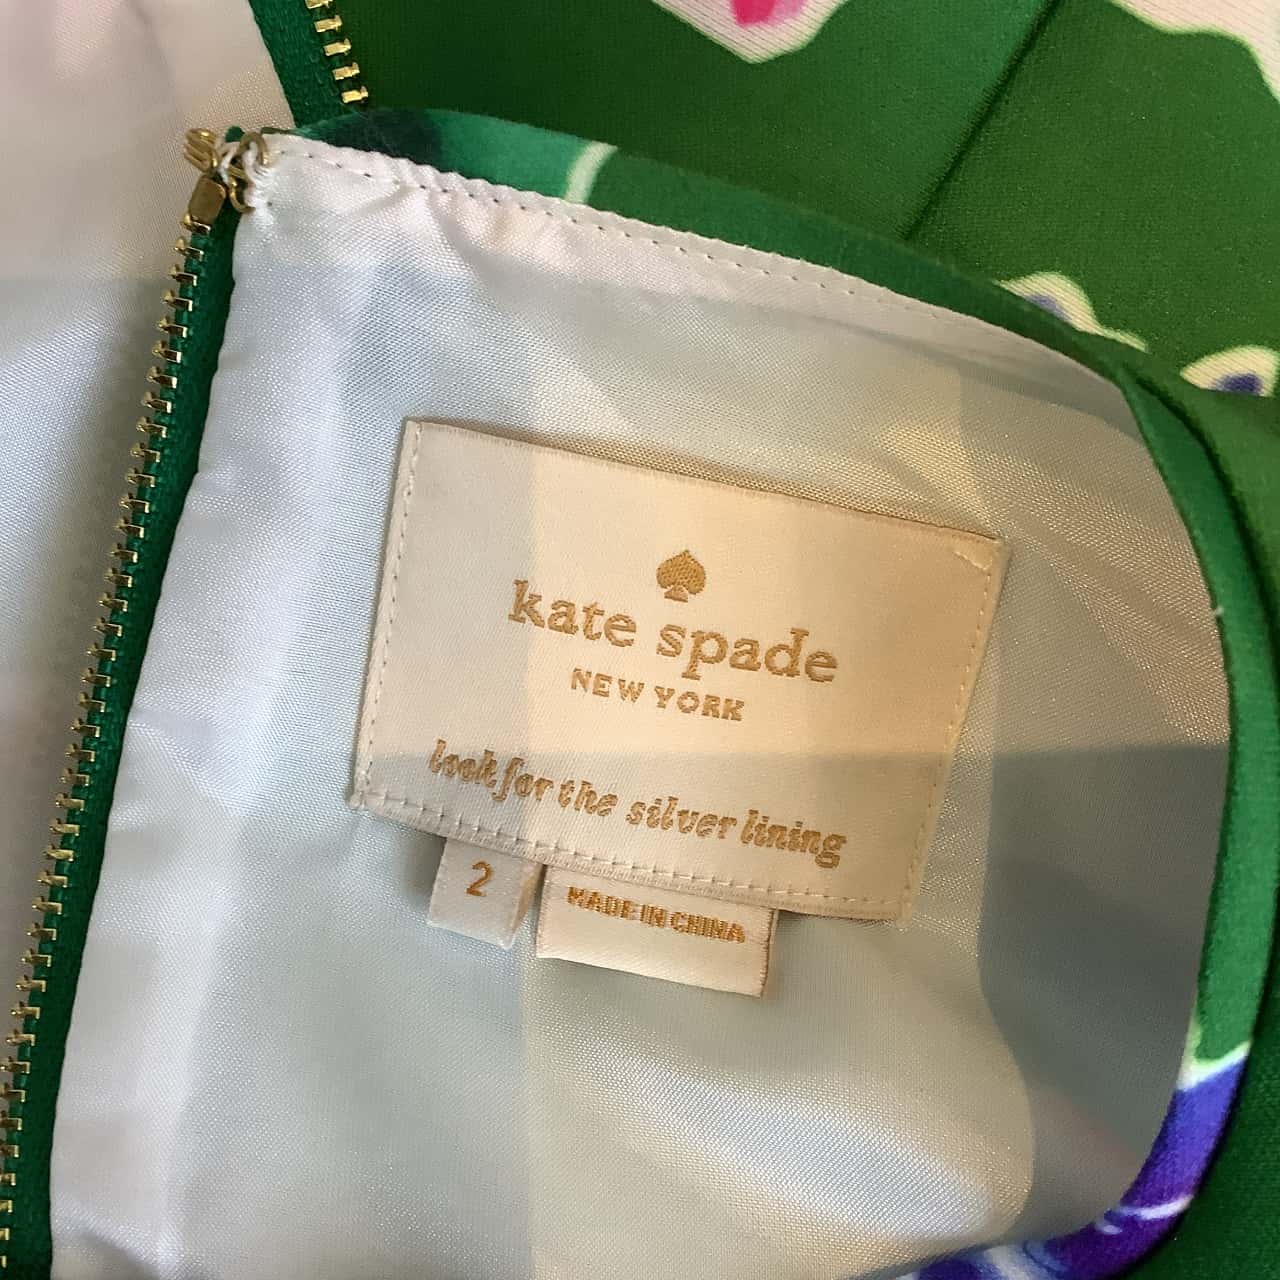 kate spade
NEW YORK
look for the silver lining
2
MADE IN CHINA